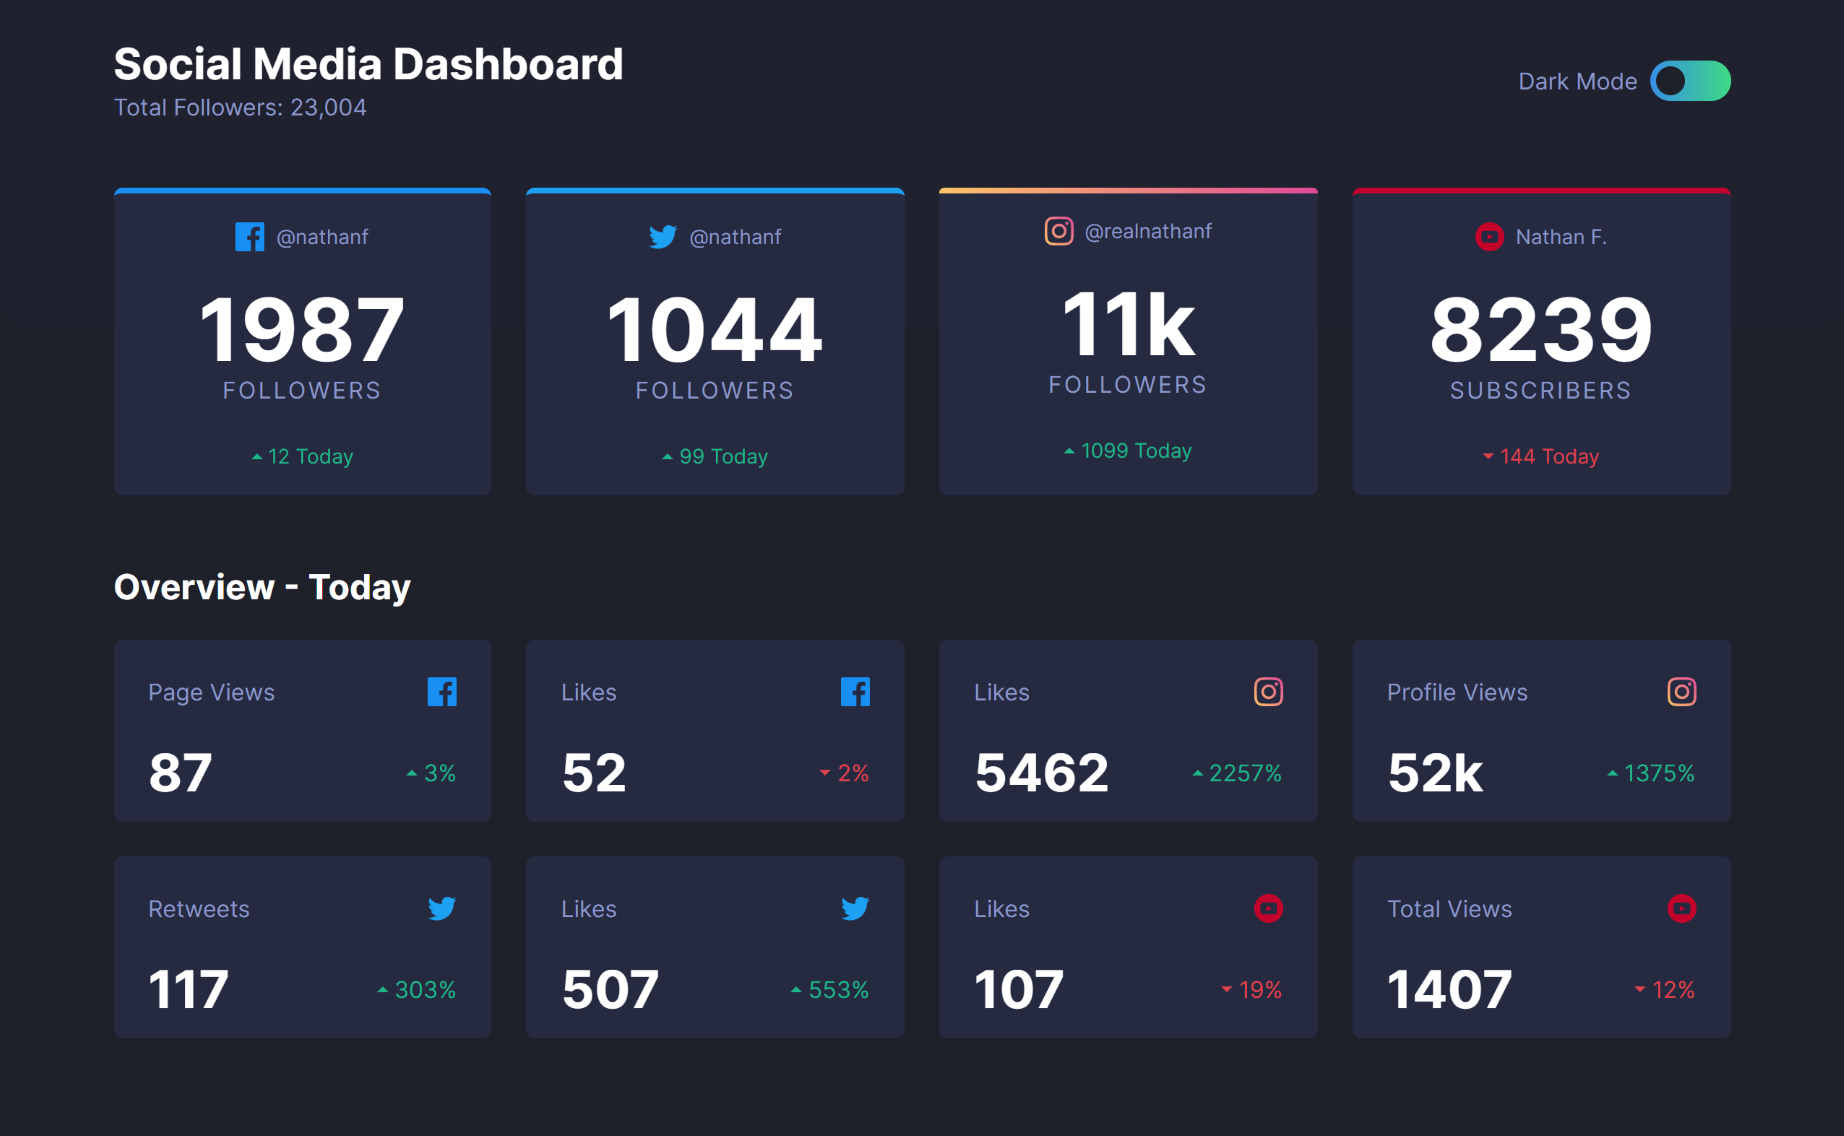 Social Media Dashboard
Total Followers: 23,004
Dark Mode
@nathanf
1987
FOLLOWERS
12 Today
@nathanf
1044
FOLLOWERS
99 Today
@realnathanf
11k
FOLLOWERS
1099 Today
Nathan F.
8239
SUBSCRIBERS
144 Today
Overview - Today
Page Views
87
3%
Likes
52
2%
Likes
5462
2257%
Profile Views
52k
1375%
Retweets
117
303%
Likes
507
553%
Likes
107
19%
Total Views
1407
12%